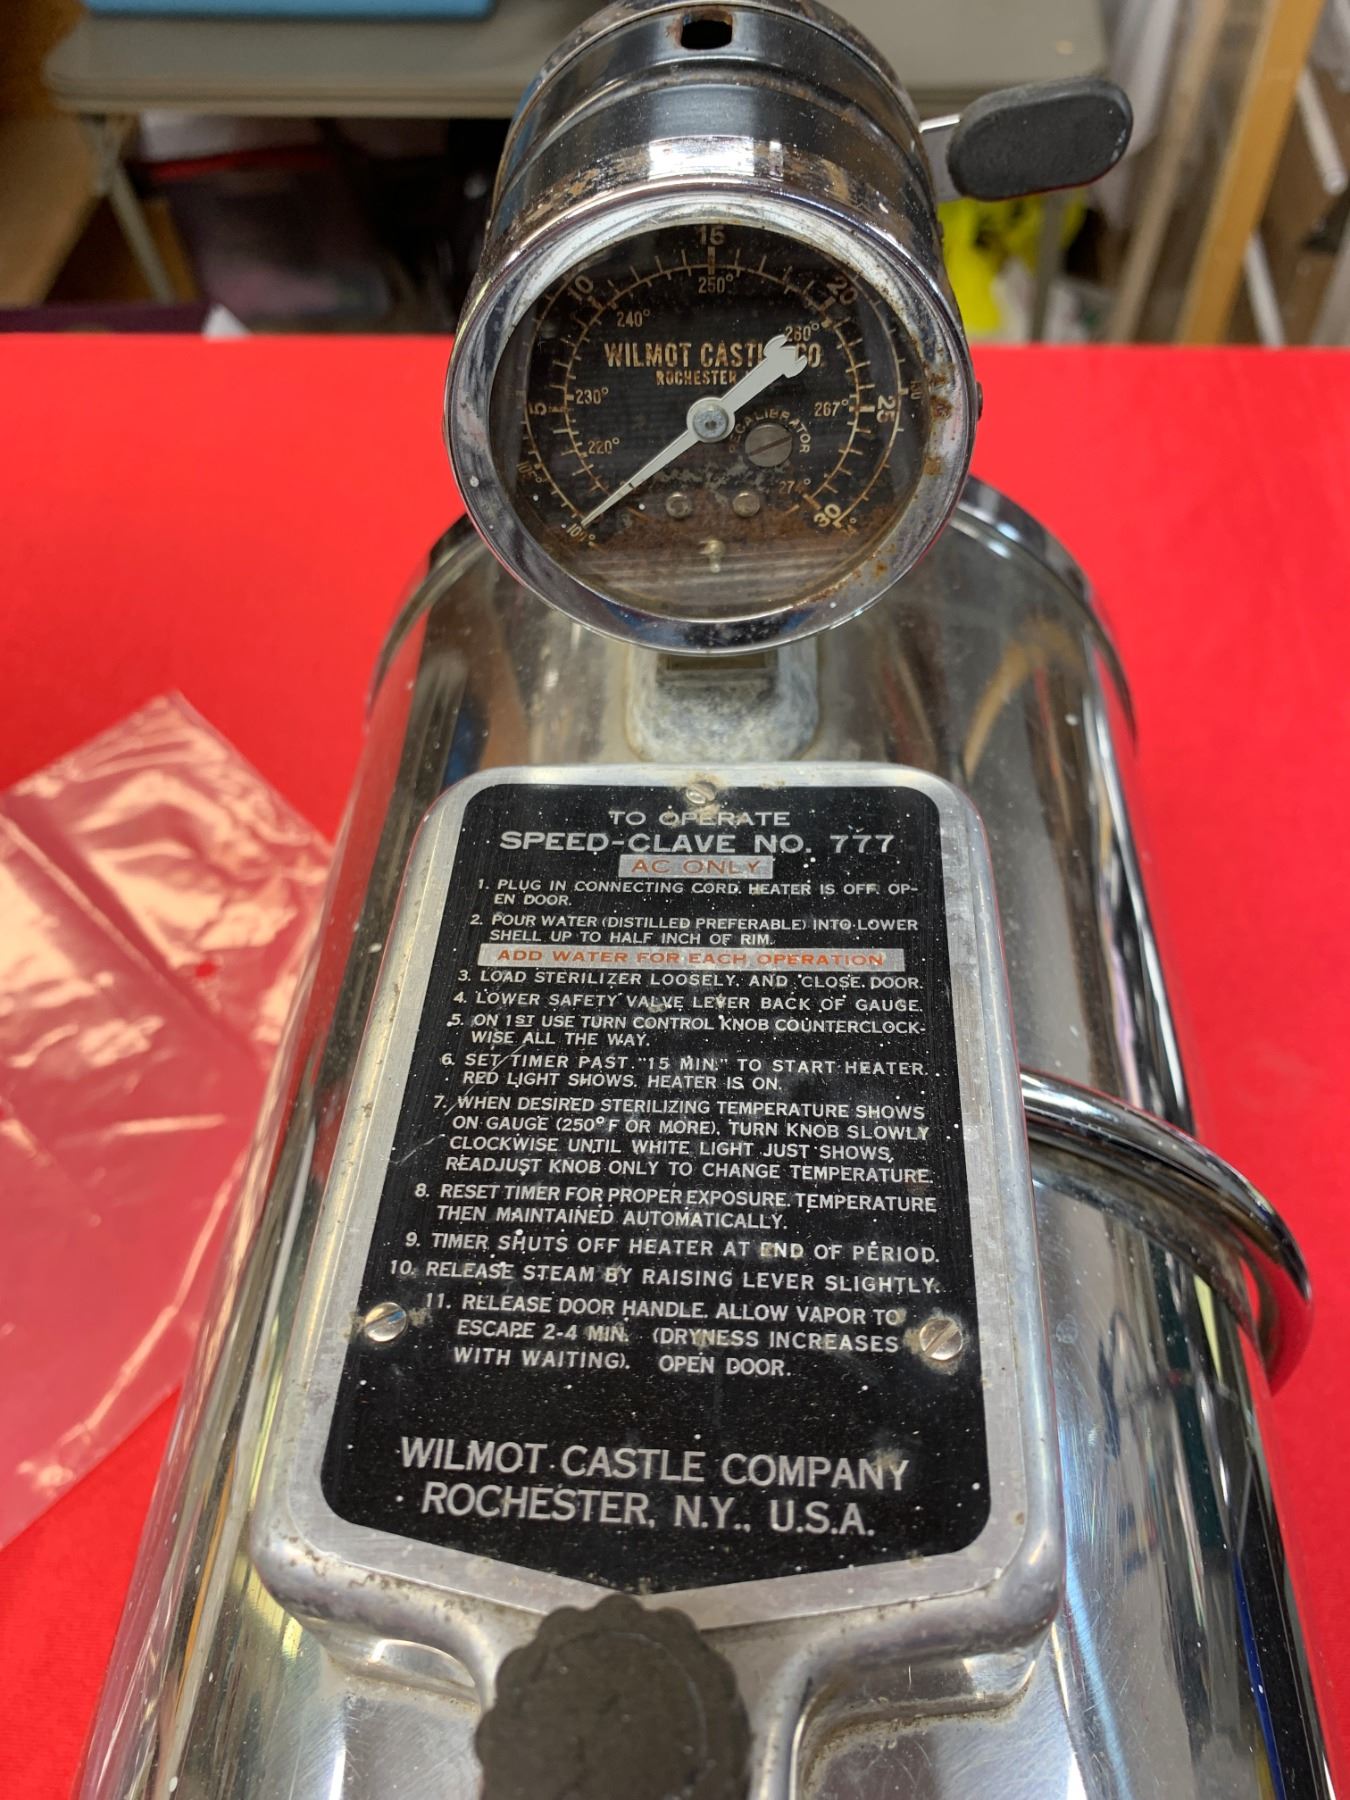 15
10
20
250°
240°
260°
WILMOT CASTLE CO.
ROCHESTER
5
230°
267°
25
RECALIBRATOR
220°
105°
274°
100°
30
TO OPERATE
SPEED-CLAVE NO. 777
AC ONLY
1. PLUG IN CONNECTING CORD. HEATER IS OFF. OP-
EN DOOR.
2. POUR WATER (DISTILLED PREFERABLE) INTO LOWER
SHELL UP TO HALF INCH OF RIM.
ADD WATER FOR EACH OPERATION
3. LOAD STERILIZER LOOSELY. AND CLOSE DOOR.
4. LOWER SAFETY VALVE LEVER BACK OF GAUGE.
5. ON 1ST USE TURN CONTROL KNOB COUNTERCLOCK-
WISE ALL THE WAY.
6. SET TIMER PAST "15 MIN." TO START HEATER.
RED LIGHT SHOWS. HEATER IS ON.
7. WHEN DESIRED STERILIZING TEMPERATURE SHOWS
ON GAUGE (250°F OR MORE), TURN KNOB SLOWLY
CLOCKWISE UNTIL WHITE LIGHT JUST SHOWS,
READJUST KNOB ONLY TO CHANGE TEMPERATURE.
8. RESET TIMER FOR PROPER EXPOSURE. TEMPERATURE
THEN MAINTAINED AUTOMATICALLY.
9. TIMER SHUTS OFF HEATER AT END OF PERIOD.
10. RELEASE STEAM BY RAISING LEVER SLIGHTLY.
11. RELEASE DOOR HANDLE. ALLOW VAPOR TO
ESCAPE 2-4 MIN. (DRYNESS INCREASES
WITH WAITING). OPEN DOOR.
WILMOT CASTLE COMPANY
ROCHESTER, N.Y., U.S.A.